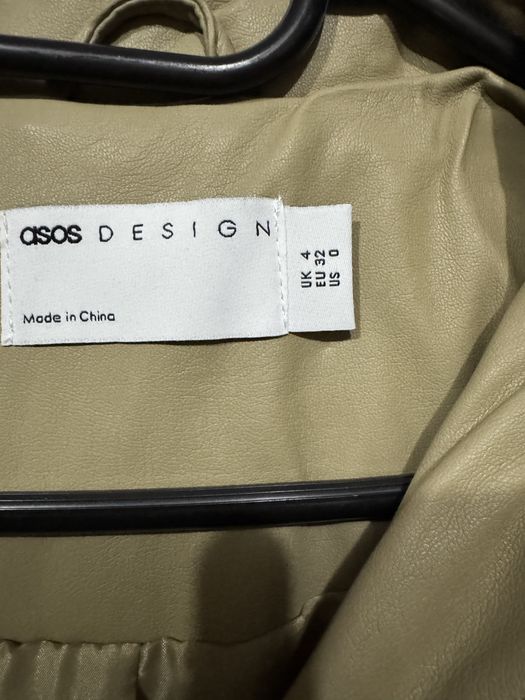 asos DESIGN
Made in China
UK 4
EU 32
US 0